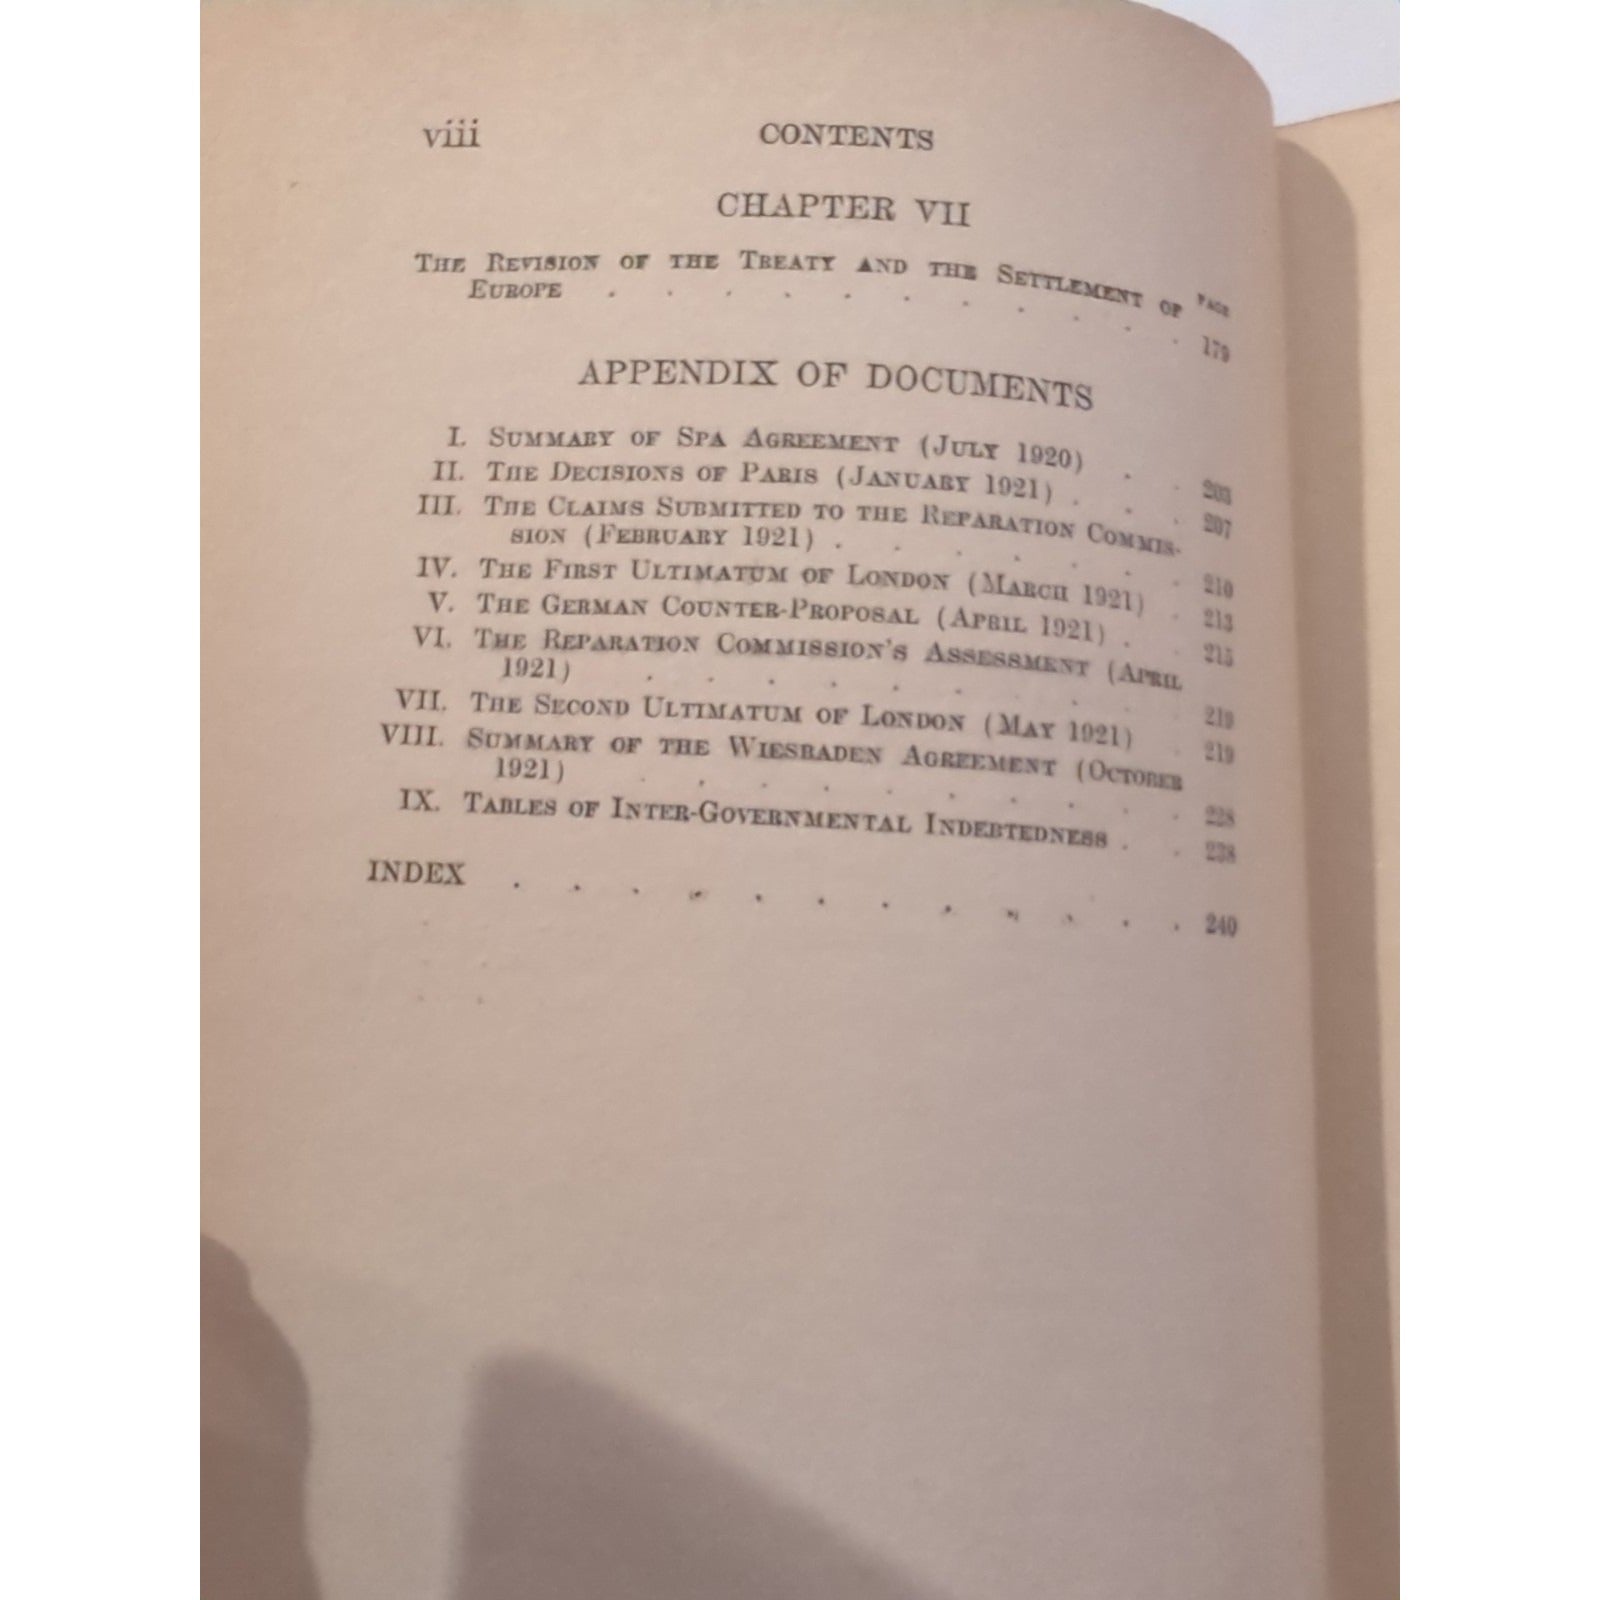 viii CONTENTS
CHAPTER VII
PAGE
THE REVISION OF THE TREATY AND THE SETTLEMENT OF
EUROPE . . . . . . . . . . 179
APPENDIX OF DOCUMENTS
I. SUMMARY OF SPA AGREEMENT (JULY 1920) . . 203
II. THE DECISIONS OF PARIS (JANUARY 1921) . . . 207
III. THE CLAIMS SUBMITTED TO THE REPARATION COMMIS-
SION (FEBRUARY 1921) . . . . . . . 210
IV. THE FIRST ULTIMATUM OF LONDON (MARCH 1921) . 213
V. THE GERMAN COUNTER-PROPOSAL (APRIL 1921) . . 215
VI. THE REPARATION COMMISSION'S ASSESSMENT (APRIL
1921) . . . . . . . . . . 219
VII. THE SECOND ULTIMATUM OF LONDON (MAY 1921) . 219
VIII. SUMMARY OF THE WIESBADEN AGREEMENT (OCTOBER
1921) . . . . . . . . . . 228
IX. TABLES OF INTER-GOVERNMENTAL INDEBTEDNESS . . 238
INDEX . . . . . . . . . . . . 240